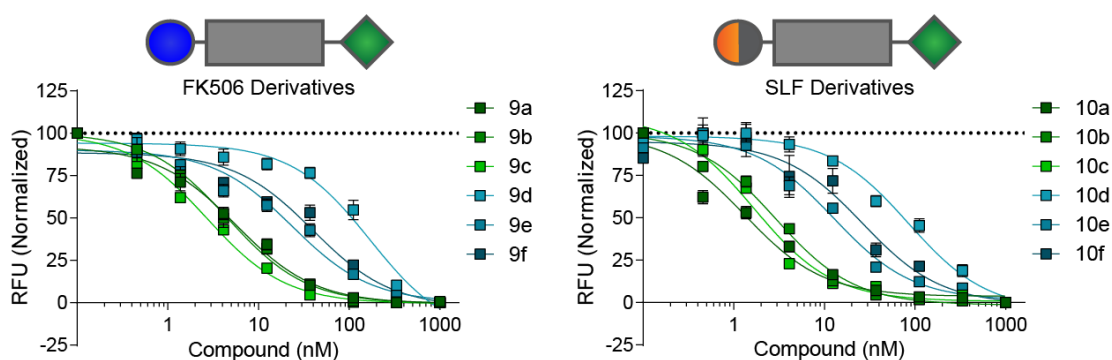 FK506 Derivatives
RFU (Normalized)
125
100
75
50
25
0
-25
1
10
100
1000
Compound (nM)
9a
9b
9c
9d
9e
9f
SLF Derivatives
RFU (Normalized)
125
100
75
50
25
0
-25
1
10
100
1000
Compound (nM)
10a
10b
10c
10d
10e
10f